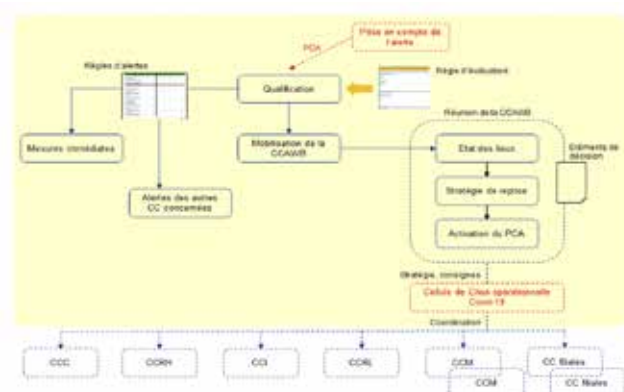 Prise en compte de
l'alerte
PCA
Règles d'alertes
Qualification
Règle d'évaluation
Réunion de la CCAWB
Mesures immédiates
Mobilisation de la
CCAWB
Etat des lieux
Eléments de
décision
Alertes des autres
CC concernées
Stratégie de reprise
Activation du PCA
Stratégie, consignes
Cellule de Crise opérationnelle
Covid-19
Coordination
CCC
CCRH
CCI
CCRL
CCM
CC filiales
CCM
CC filiales